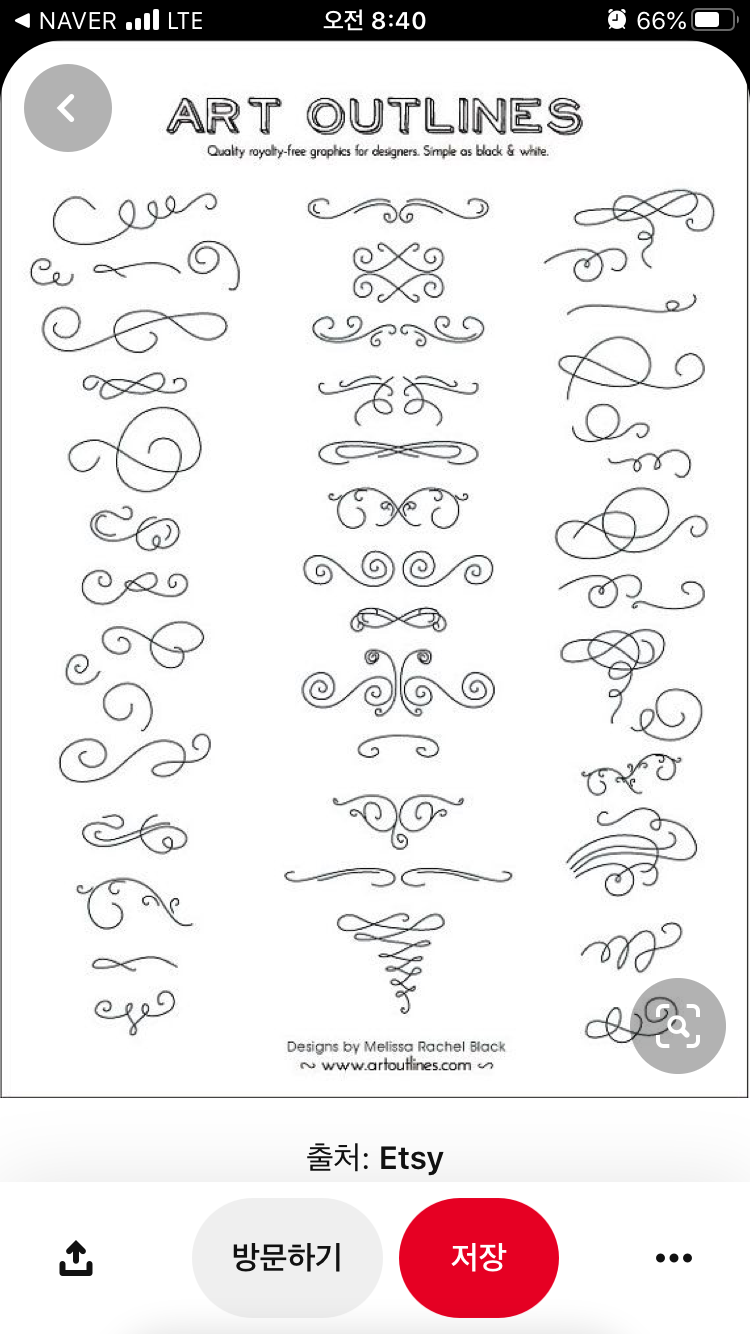 NAVER LTE 오전 8:40 66%
ART OUTLINES
Quality royalty-free graphics for designers. Simple as black & white.
Designs by Melissa Rachel Black
~ www.artoutlines.com ~
출처: Etsy
방문하기 저장